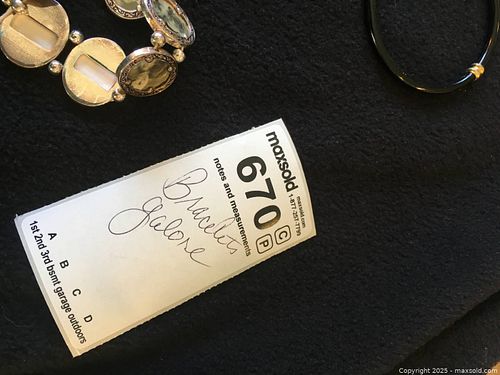 maxsold
maxsold.com
1-877-257-7795
670
C
P
notes and measurements
Bracelets
galore
A B C D
1st 2nd 3rd bsmt garage outdoors
Copyright 2025 - maxsold.com